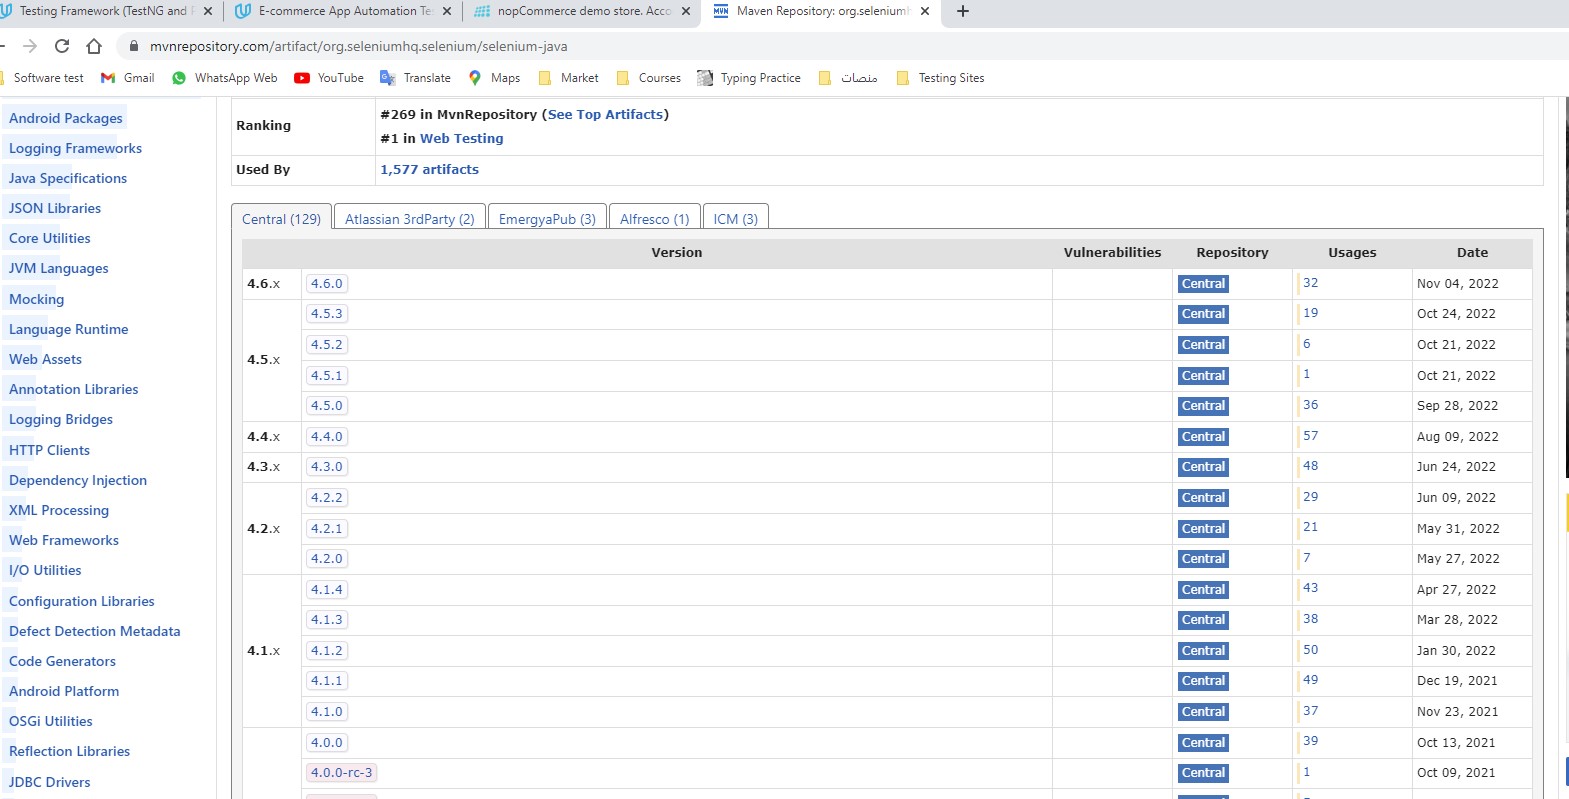 Testing Framework (TestNG and
E-commerce App Automation Te
nopCommerce demo store. Acco
Maven Repository: org.seleniumh
mvnrepository.com/artifact/org.seleniumhq.selenium/selenium-java
Software test Gmail WhatsApp Web YouTube Translate Maps Market Courses Typing Practice منصات Testing Sites
Android Packages
Logging Frameworks
Java Specifications
JSON Libraries
Core Utilities
JVM Languages
Mocking
Language Runtime
Web Assets
Annotation Libraries
Logging Bridges
HTTP Clients
Dependency Injection
XML Processing
Web Frameworks
I/O Utilities
Configuration Libraries
Defect Detection Metadata
Code Generators
Android Platform
OSGi Utilities
Reflection Libraries
JDBC Drivers
Ranking
#269 in MvnRepository (See Top Artifacts)
#1 in Web Testing
Used By 1,577 artifacts
Central (129) Atlassian 3rdParty (2) EmergyaPub (3) Alfresco (1) ICM (3)
Version Vulnerabilities Repository Usages Date
4.6.x 4.6.0 Central 32 Nov 04, 2022
4.5.x
4.5.3 Central 19 Oct 24, 2022
4.5.2 Central 6 Oct 21, 2022
4.5.1 Central 1 Oct 21, 2022
4.5.0 Central 36 Sep 28, 2022
4.4.x 4.4.0 Central 57 Aug 09, 2022
4.3.x 4.3.0 Central 48 Jun 24, 2022
4.2.x
4.2.2 Central 29 Jun 09, 2022
4.2.1 Central 21 May 31, 2022
4.2.0 Central 7 May 27, 2022
4.1.x
4.1.4 Central 43 Apr 27, 2022
4.1.3 Central 38 Mar 28, 2022
4.1.2 Central 50 Jan 30, 2022
4.1.1 Central 49 Dec 19, 2021
4.1.0 Central 37 Nov 23, 2021
4.0.0 Central 39 Oct 13, 2021
4.0.0-rc-3 Central 1 Oct 09, 2021